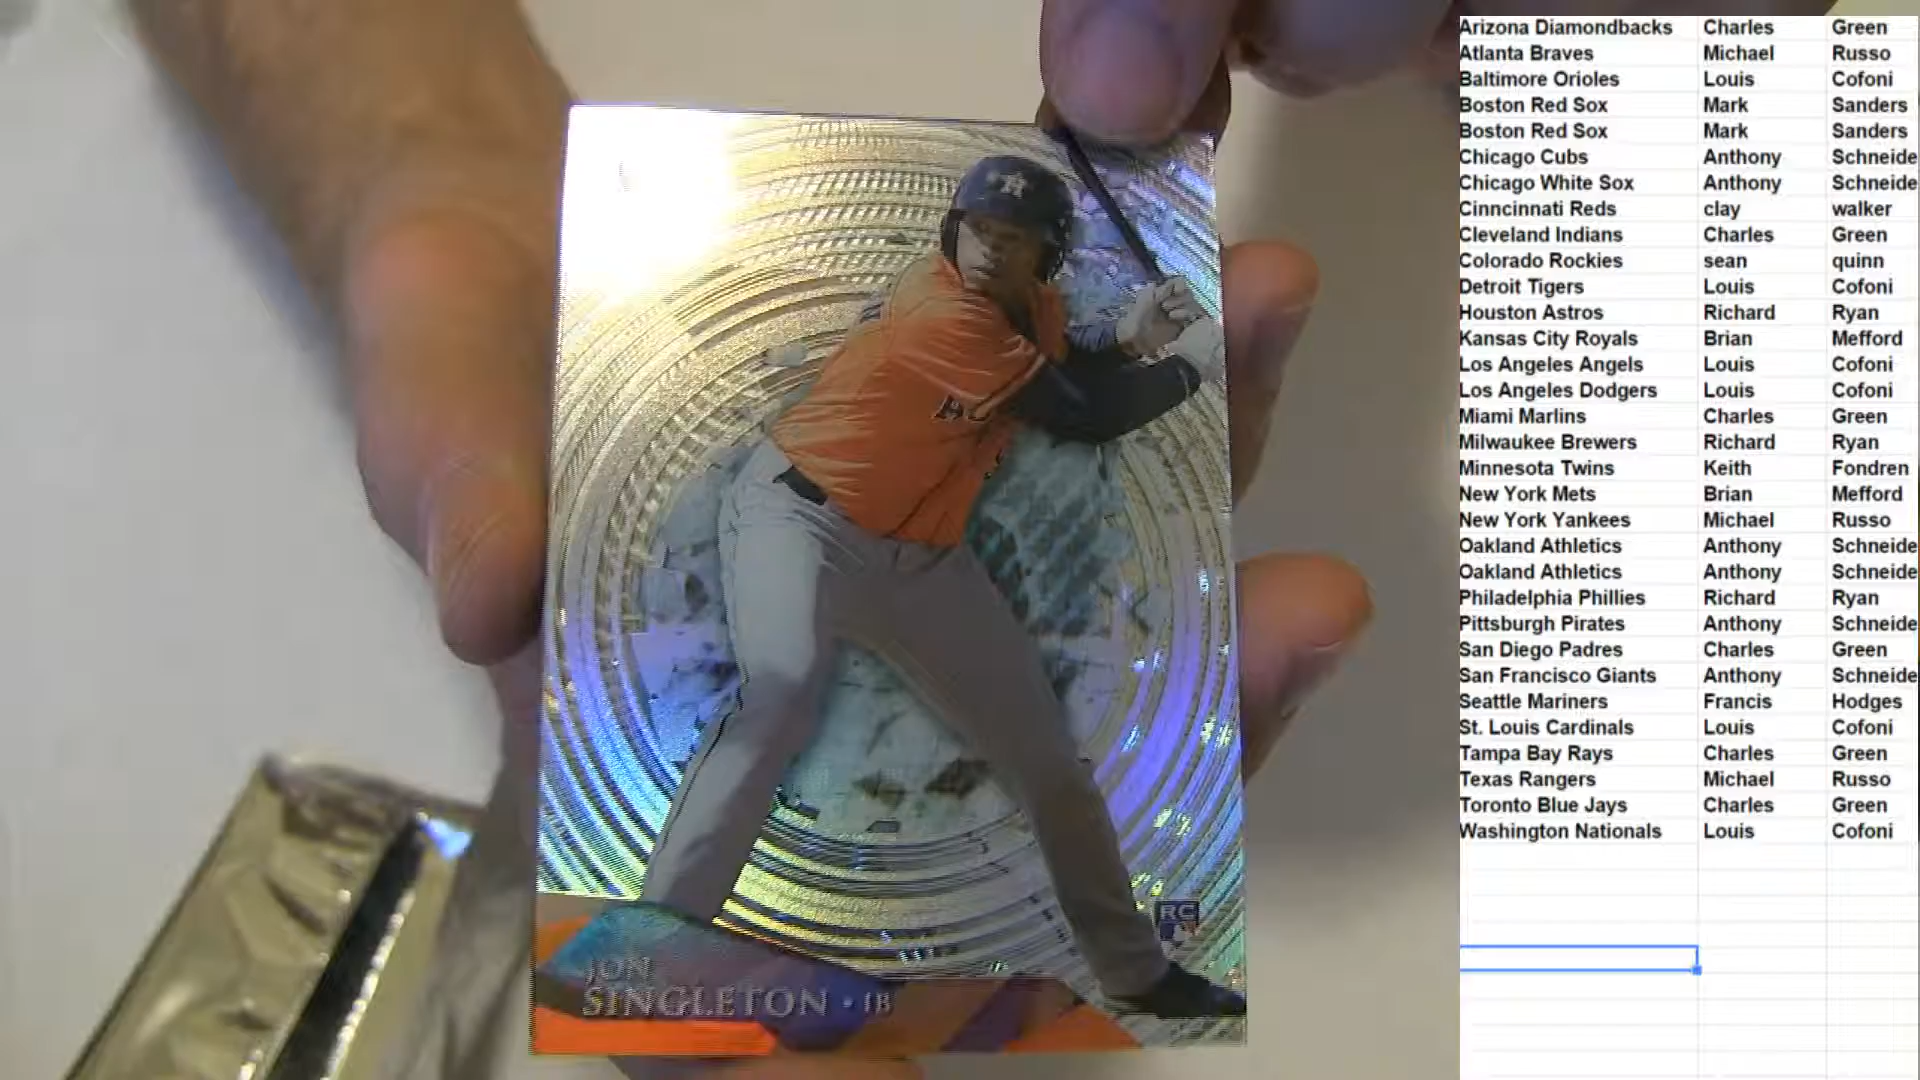 JON
SINGLETON · 1B
RC
Arizona Diamondbacks Charles Green
Atlanta Braves Michael Russo
Baltimore Orioles Louis Cofoni
Boston Red Sox Mark Sanders
Boston Red Sox Mark Sanders
Chicago Cubs Anthony Schneide
Chicago White Sox Anthony Schneide
Cinncinnati Reds clay walker
Cleveland Indians Charles Green
Colorado Rockies sean quinn
Detroit Tigers Louis Cofoni
Houston Astros Richard Ryan
Kansas City Royals Brian Mefford
Los Angeles Angels Louis Cofoni
Los Angeles Dodgers Louis Cofoni
Miami Marlins Charles Green
Milwaukee Brewers Richard Ryan
Minnesota Twins Keith Fondren
New York Mets Brian Mefford
New York Yankees Michael Russo
Oakland Athletics Anthony Schneide
Oakland Athletics Anthony Schneide
Philadelphia Phillies Richard Ryan
Pittsburgh Pirates Anthony Schneide
San Diego Padres Charles Green
San Francisco Giants Anthony Schneide
Seattle Mariners Francis Hodges
St. Louis Cardinals Louis Cofoni
Tampa Bay Rays Charles Green
Texas Rangers Michael Russo
Toronto Blue Jays Charles Green
Washington Nationals Louis Cofoni